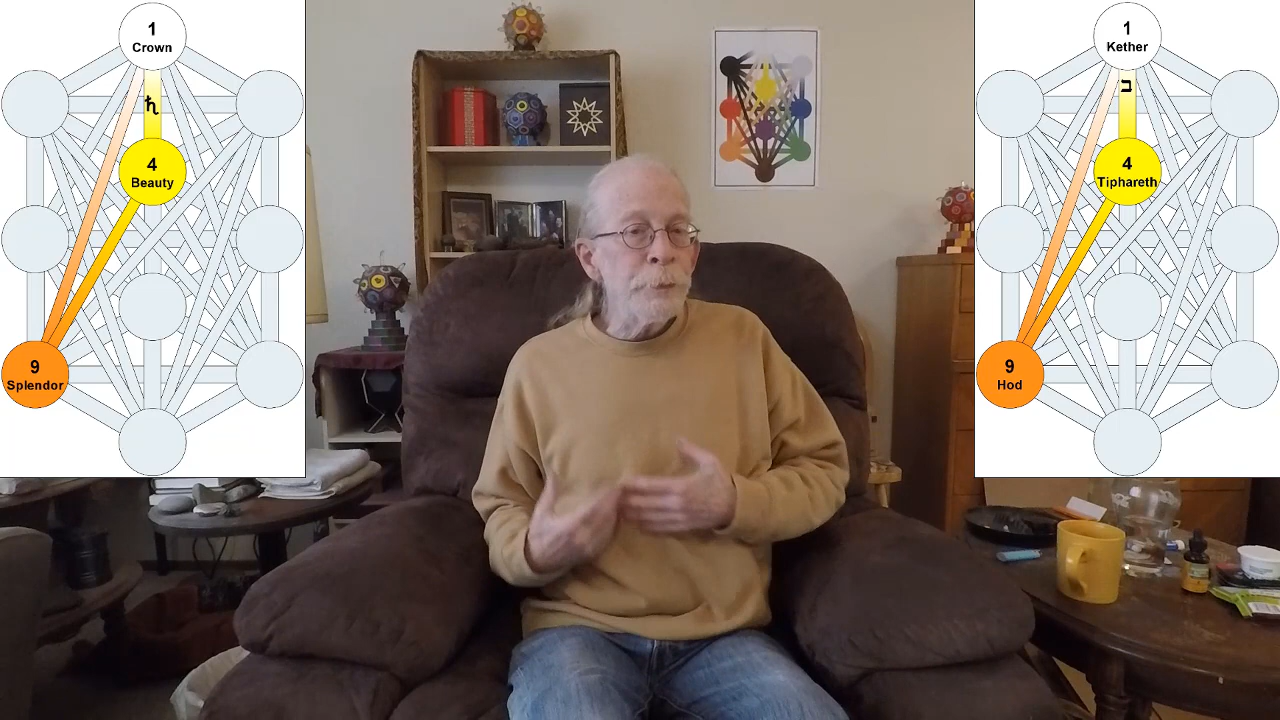 1
Crown
♄
4
Beauty
9
Splendor
1
Kether
ב
4
Tiphareth
9
Hod